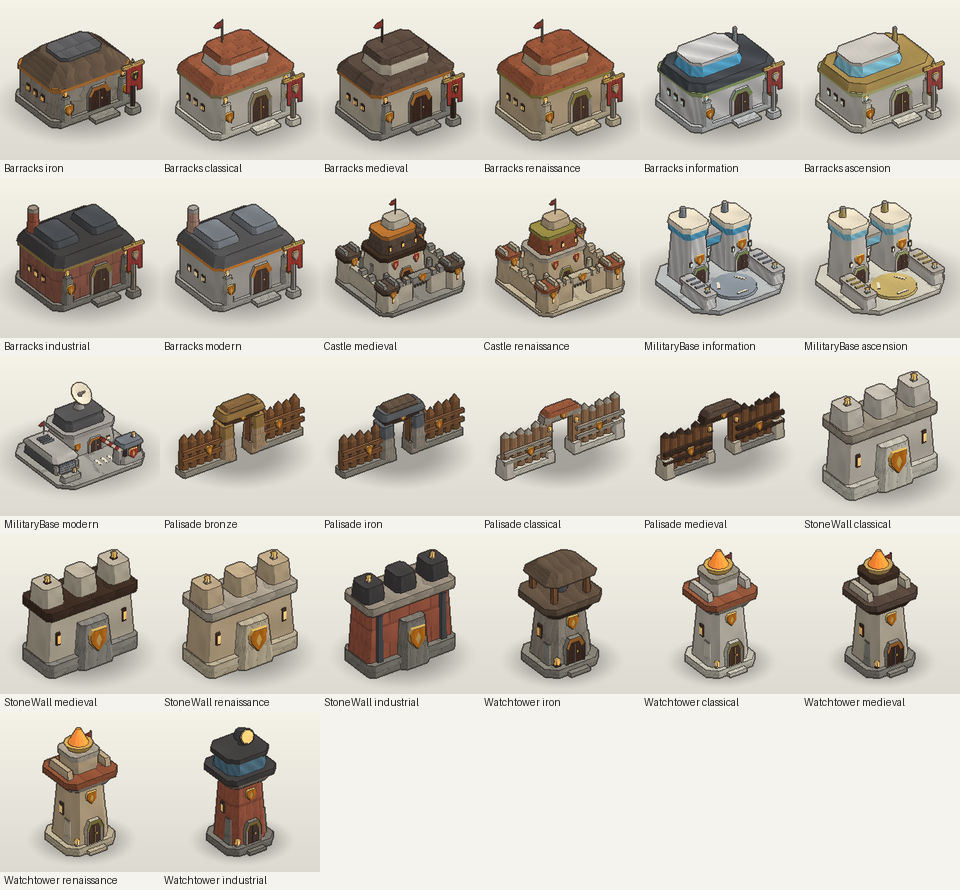 Barracks iron
Barracks classical
Barracks medieval
Barracks renaissance
Barracks information
Barracks ascension
Barracks industrial
Barracks modern
Castle medieval
Castle renaissance
MilitaryBase information
MilitaryBase ascension
MilitaryBase modern
Palisade bronze
Palisade iron
Palisade classical
Palisade medieval
StoneWall classical
StoneWall medieval
StoneWall renaissance
StoneWall industrial
Watchtower iron
Watchtower classical
Watchtower medieval
Watchtower renaissance
Watchtower industrial